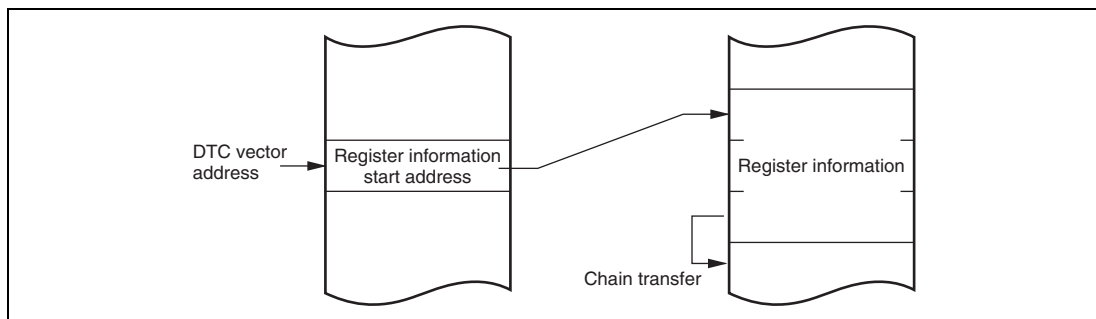 DTC vector
address
Register information
start address
Register information
Chain transfer